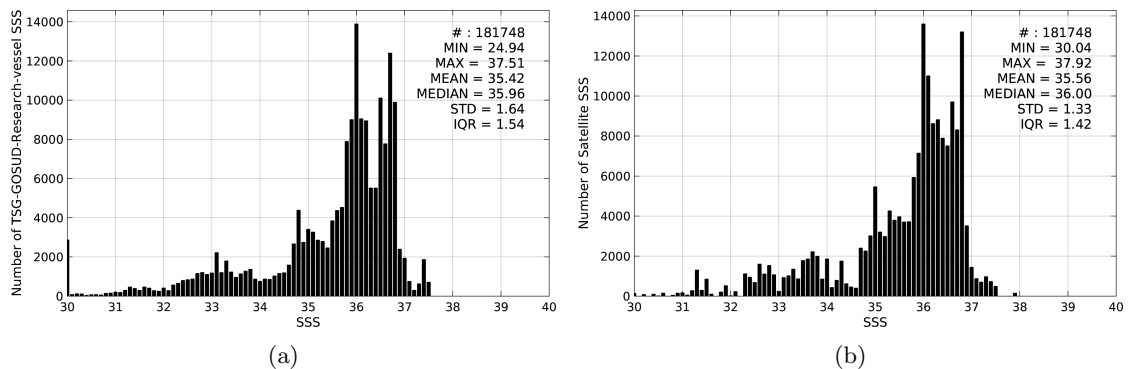 Number of TSG-GOSUD-Research-vessel SSS
14000
12000
10000
8000
6000
4000
2000
0
# : 181748
MIN = 24.94
MAX = 37.51
MEAN = 35.42
MEDIAN = 35.96
STD = 1.64
IQR = 1.54
30 31 32 33 34 35 36 37 38 39 40
SSS
(a)
Number of Satellite SSS
14000
12000
10000
8000
6000
4000
2000
0
# : 181748
MIN = 30.04
MAX = 37.92
MEAN = 35.56
MEDIAN = 36.00
STD = 1.33
IQR = 1.42
30 31 32 33 34 35 36 37 38 39 40
SSS
(b)